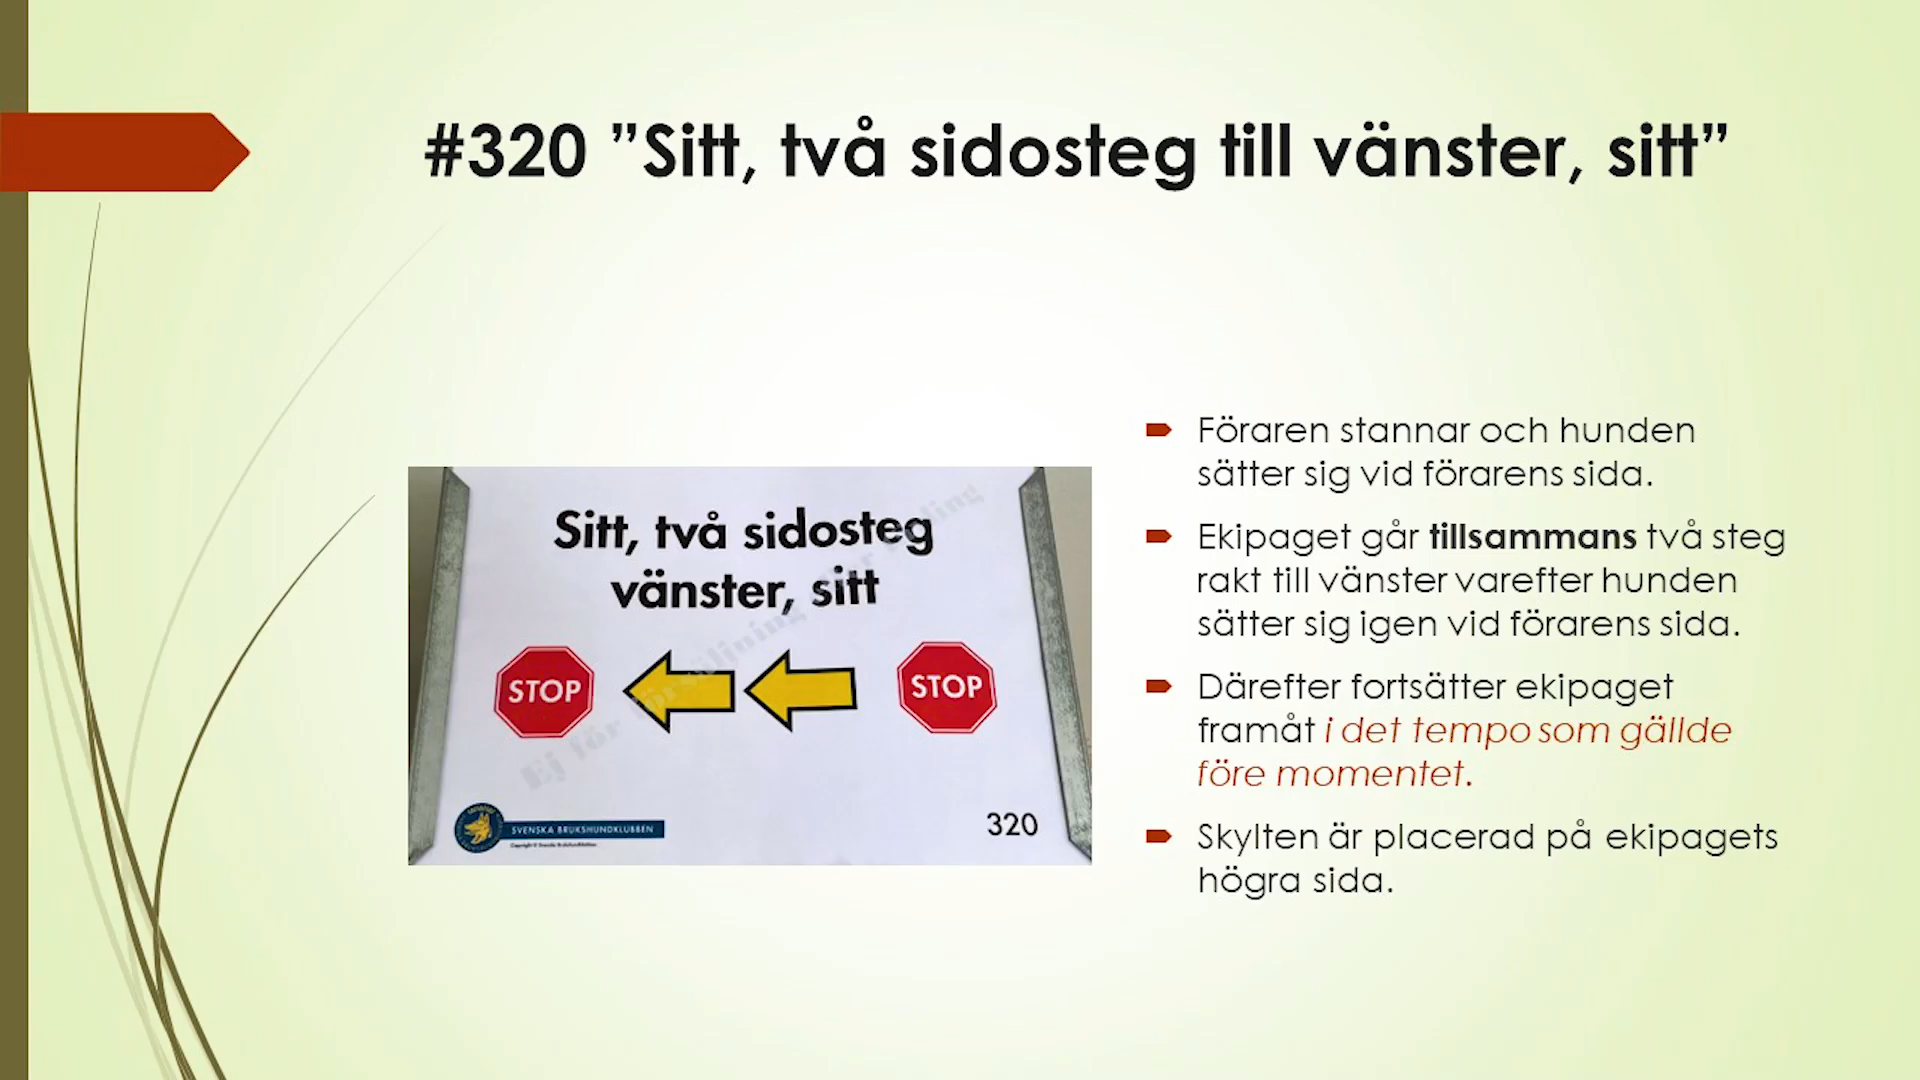 #320 ”Sitt, två sidosteg till vänster, sitt”
Sitt, två sidosteg
vänster, sitt
STOP
STOP
Ej för försäljning
SVENSKA BRUKSHUNDKLUBBEN
320
Föraren stannar och hunden
sätter sig vid förarens sida.
Ekipaget går tillsammans två steg
rakt till vänster varefter hunden
sätter sig igen vid förarens sida.
Därefter fortsätter ekipaget
framåt i det tempo som gällde
före momentet.
Skylten är placerad på ekipagets
högra sida.